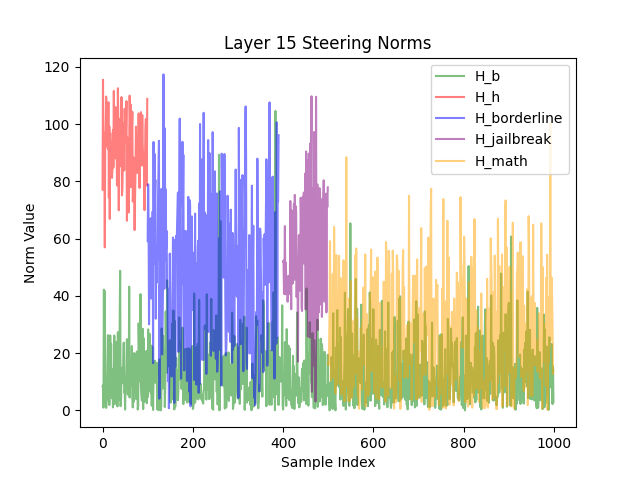 Layer 15 Steering Norms
120
100
80
60
40
20
0
Norm Value
H_b
H_h
H_borderline
H_jailbreak
H_math
0
200
400
600
800
1000
Sample Index